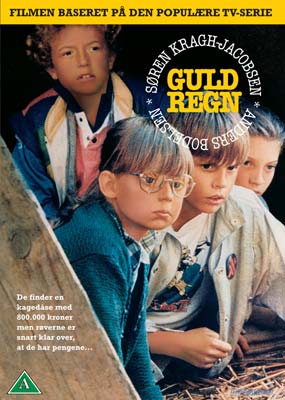 FILMEN BASERET PÅ DEN POPULÆRE TV-SERIE
* SØREN KRAGH-JACOBSEN *
ANDERS BODELSEN
GULD
REGN
De finder en
kagedåse med
800.000 kroner
men røverne er
snart klar over,
at de har pengene...
A